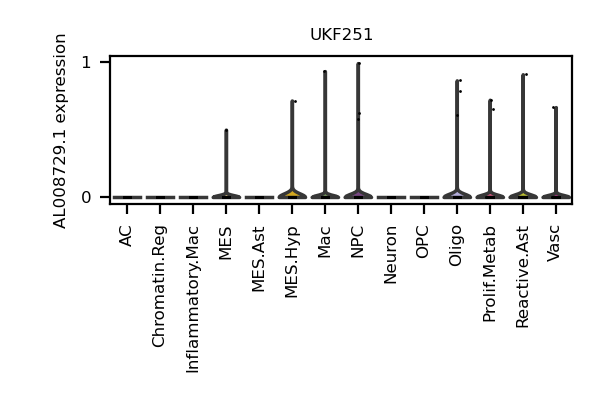 UKF251
AL008729.1 expression
1
0
AC
Chromatin.Reg
Inflammatory.Mac
MES
MES.Ast
MES.Hyp
Mac
NPC
Neuron
OPC
Oligo
Prolif.Metab
Reactive.Ast
Vasc